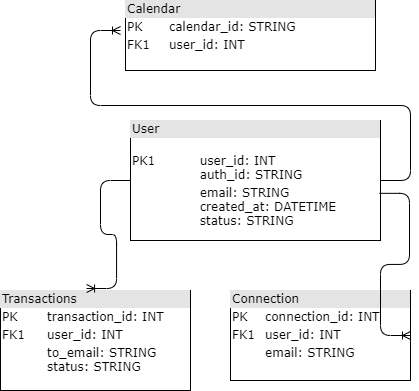 Calendar
PK calendar_id: STRING
FK1 user_id: INT
User
PK1 user_id: INT
auth_id: STRING
email: STRING
created_at: DATETIME
status: STRING
Transactions
PK transaction_id: INT
FK1 user_id: INT
to_email: STRING
status: STRING
Connection
PK connection_id: INT
FK1 user_id: INT
email: STRING